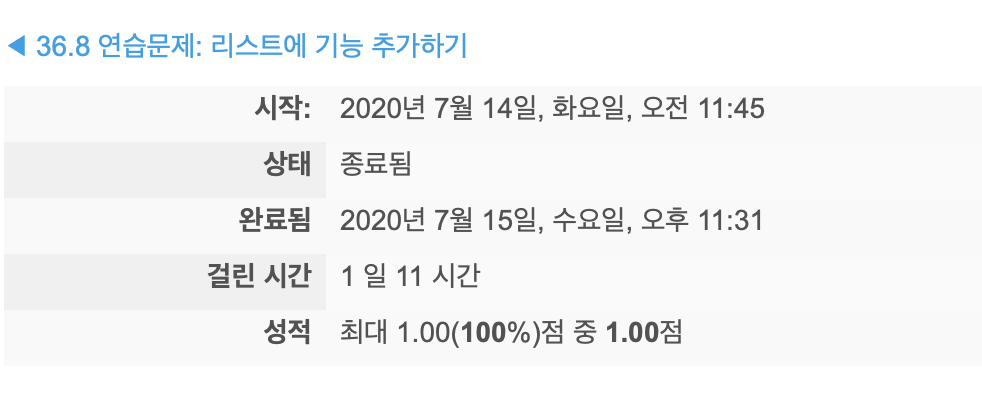 ◀ 36.8 연습문제: 리스트에 기능 추가하기
시작: 2020년 7월 14일, 화요일, 오전 11:45
상태 종료됨
완료됨 2020년 7월 15일, 수요일, 오후 11:31
걸린 시간 1 일 11 시간
성적 최대 1.00(100%)점 중 1.00점